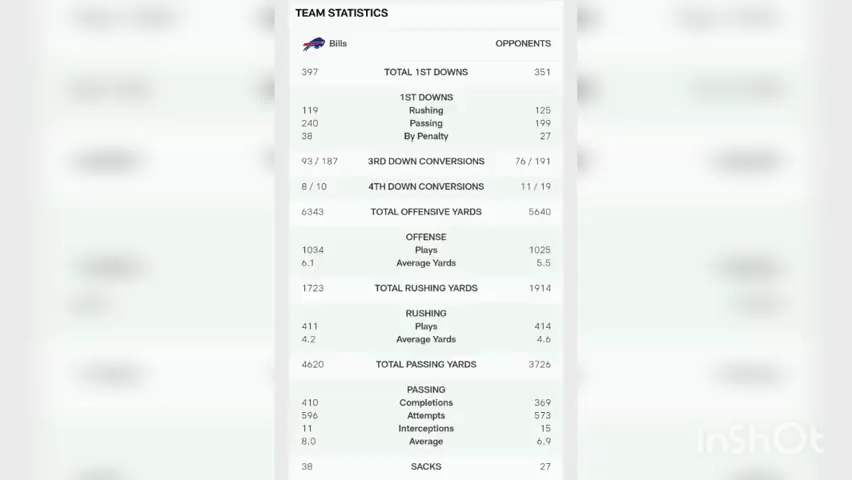 TEAM STATISTICS
Bills OPPONENTS
397 TOTAL 1ST DOWNS 351
1ST DOWNS
119 Rushing 125
240 Passing 199
38 By Penalty 27
93 / 187 3RD DOWN CONVERSIONS 76 / 191
8 / 10 4TH DOWN CONVERSIONS 11 / 19
6343 TOTAL OFFENSIVE YARDS 5640
OFFENSE
1034 Plays 1025
6.1 Average Yards 5.5
1723 TOTAL RUSHING YARDS 1914
RUSHING
411 Plays 414
4.2 Average Yards 4.6
4620 TOTAL PASSING YARDS 3726
PASSING
410 Completions 369
596 Attempts 573
11 Interceptions 15
8.0 Average 6.9
38 SACKS 27
InShOt